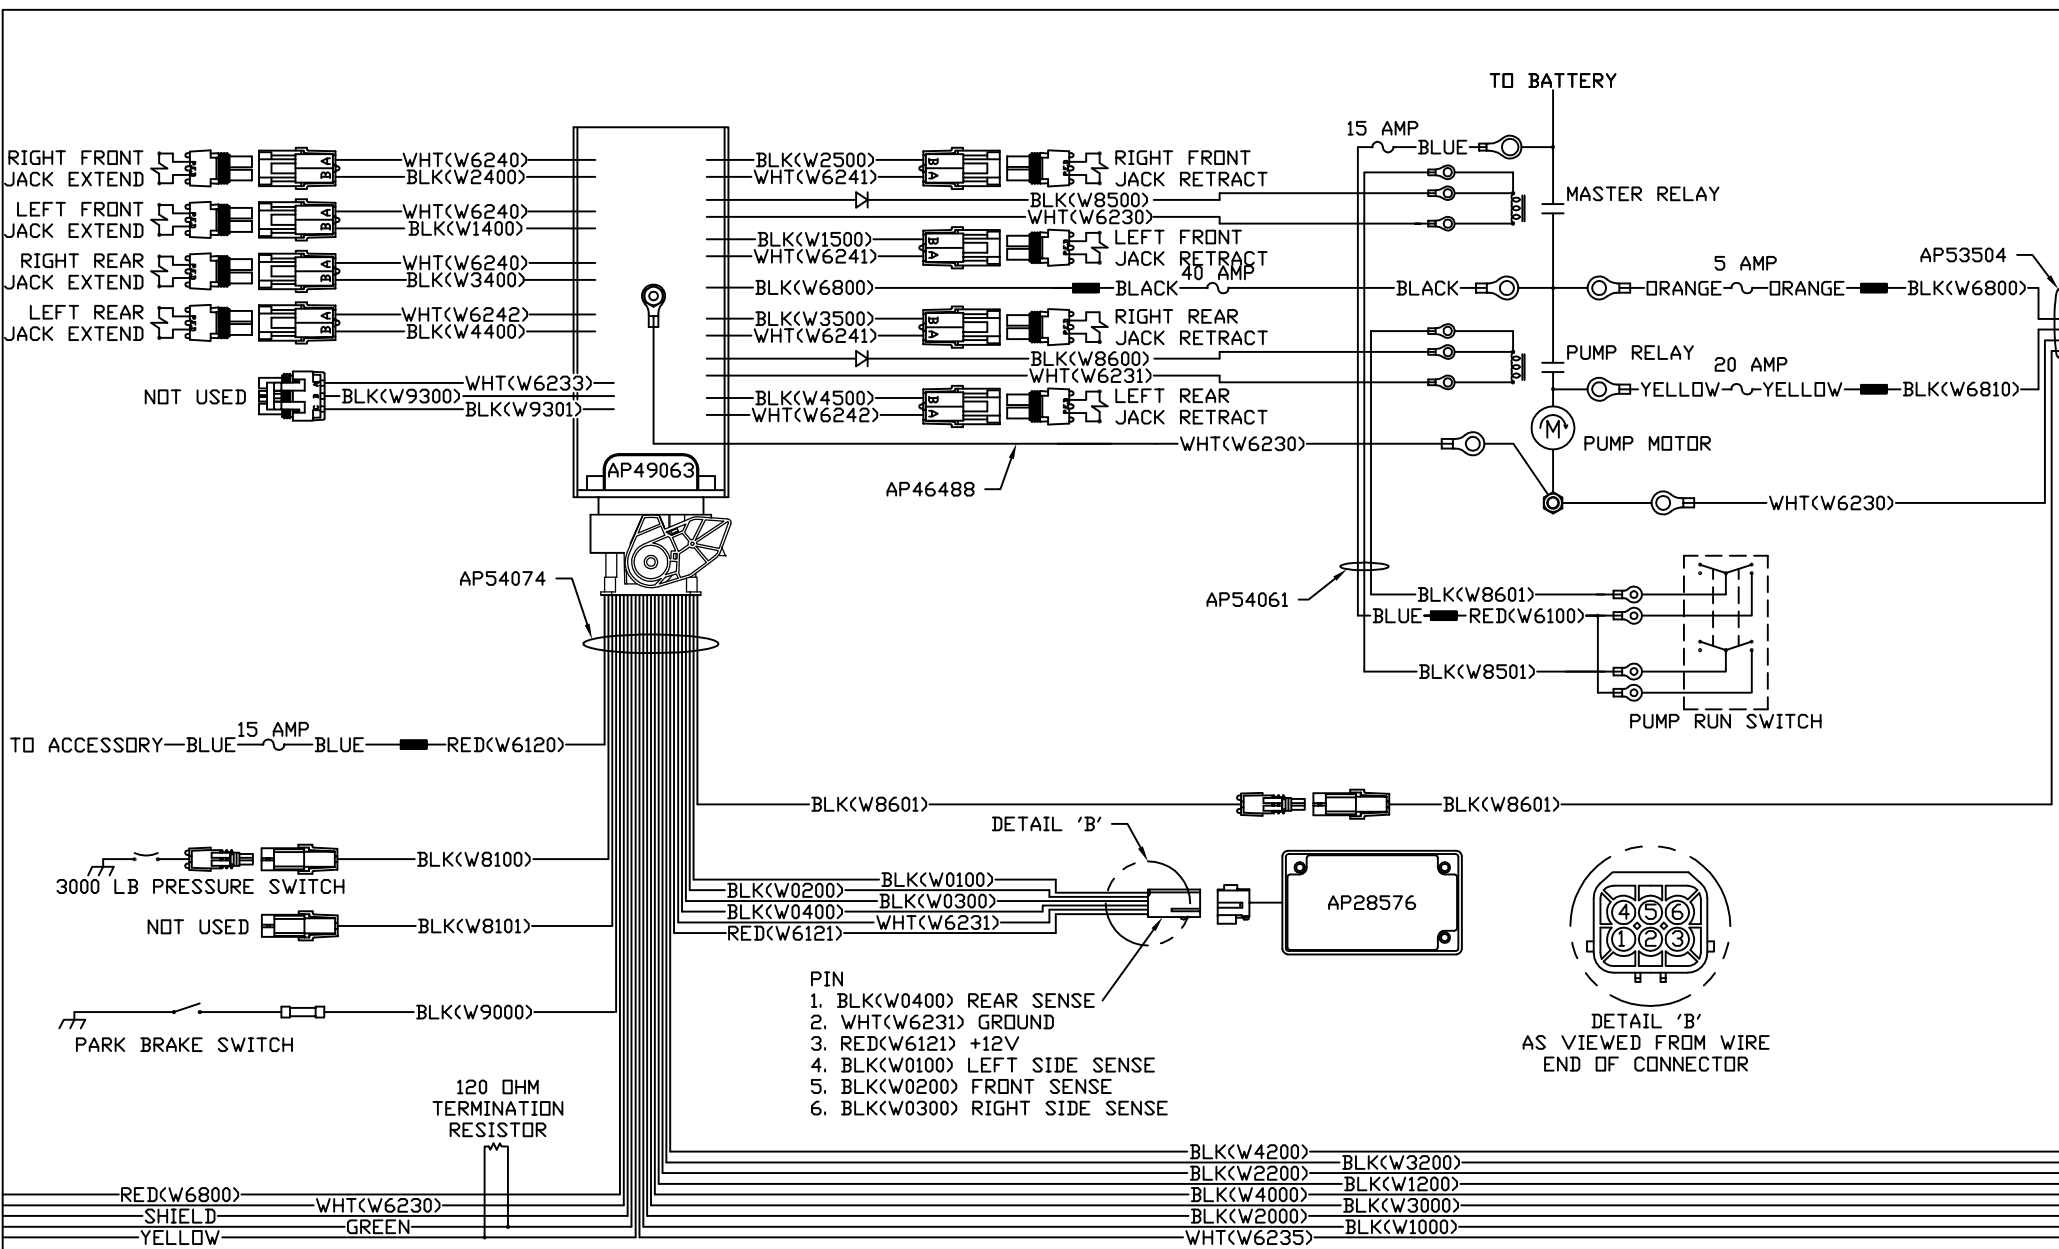 TO BATTERY
15 AMP
BLUE
RIGHT FRONT
JACK EXTEND
WHT(W6240)
BLK(W2400)
BLK(W2500)
WHT(W6241)
RIGHT FRONT
JACK RETRACT
BLK(W8500)
WHT(W6230)
MASTER RELAY
LEFT FRONT
JACK EXTEND
WHT(W6240)
BLK(W1400)
BLK(W1500)
WHT(W6241)
LEFT FRONT
JACK RETRACT
RIGHT REAR
JACK EXTEND
WHT(W6240)
BLK(W3400)
BLK(W6800)
BLACK
40 AMP
BLACK
5 AMP
ORANGE
ORANGE
BLK(W6800)
AP53504
LEFT REAR
JACK EXTEND
WHT(W6242)
BLK(W4400)
BLK(W3500)
WHT(W6241)
RIGHT REAR
JACK RETRACT
BLK(W8600)
WHT(W6231)
PUMP RELAY
20 AMP
YELLOW
YELLOW
BLK(W6810)
NOT USED
WHT(W6233)
BLK(W9300)
BLK(W9301)
BLK(W4500)
WHT(W6242)
LEFT REAR
JACK RETRACT
WHT(W6230)
M
PUMP MOTOR
AP49063
AP46488
WHT(W6230)
AP54074
AP54061
BLK(W8601)
BLUE
RED(W6100)
BLK(W8501)
PUMP RUN SWITCH
TO ACCESSORY
BLUE
15 AMP
BLUE
RED(W6120)
BLK(W8601)
BLK(W8601)
DETAIL 'B'
BLK(W8100)
3000 LB PRESSURE SWITCH
NOT USED
BLK(W8101)
BLK(W0100)
BLK(W0200)
BLK(W0300)
BLK(W0400)
WHT(W6231)
RED(W6121)
AP28576
4 5 6
1 2 3
DETAIL 'B'
AS VIEWED FROM WIRE
END OF CONNECTOR
PIN
1. BLK(W0400) REAR SENSE
2. WHT(W6231) GROUND
3. RED(W6121) +12V
4. BLK(W0100) LEFT SIDE SENSE
5. BLK(W0200) FRONT SENSE
6. BLK(W0300) RIGHT SIDE SENSE
BLK(W9000)
PARK BRAKE SWITCH
120 OHM
TERMINATION
RESISTOR
RED(W6800)
WHT(W6230)
SHIELD
GREEN
YELLOW
BLK(W4200)
BLK(W3200)
BLK(W2200)
BLK(W1200)
BLK(W4000)
BLK(W3000)
BLK(W2000)
BLK(W1000)
WHT(W6235)